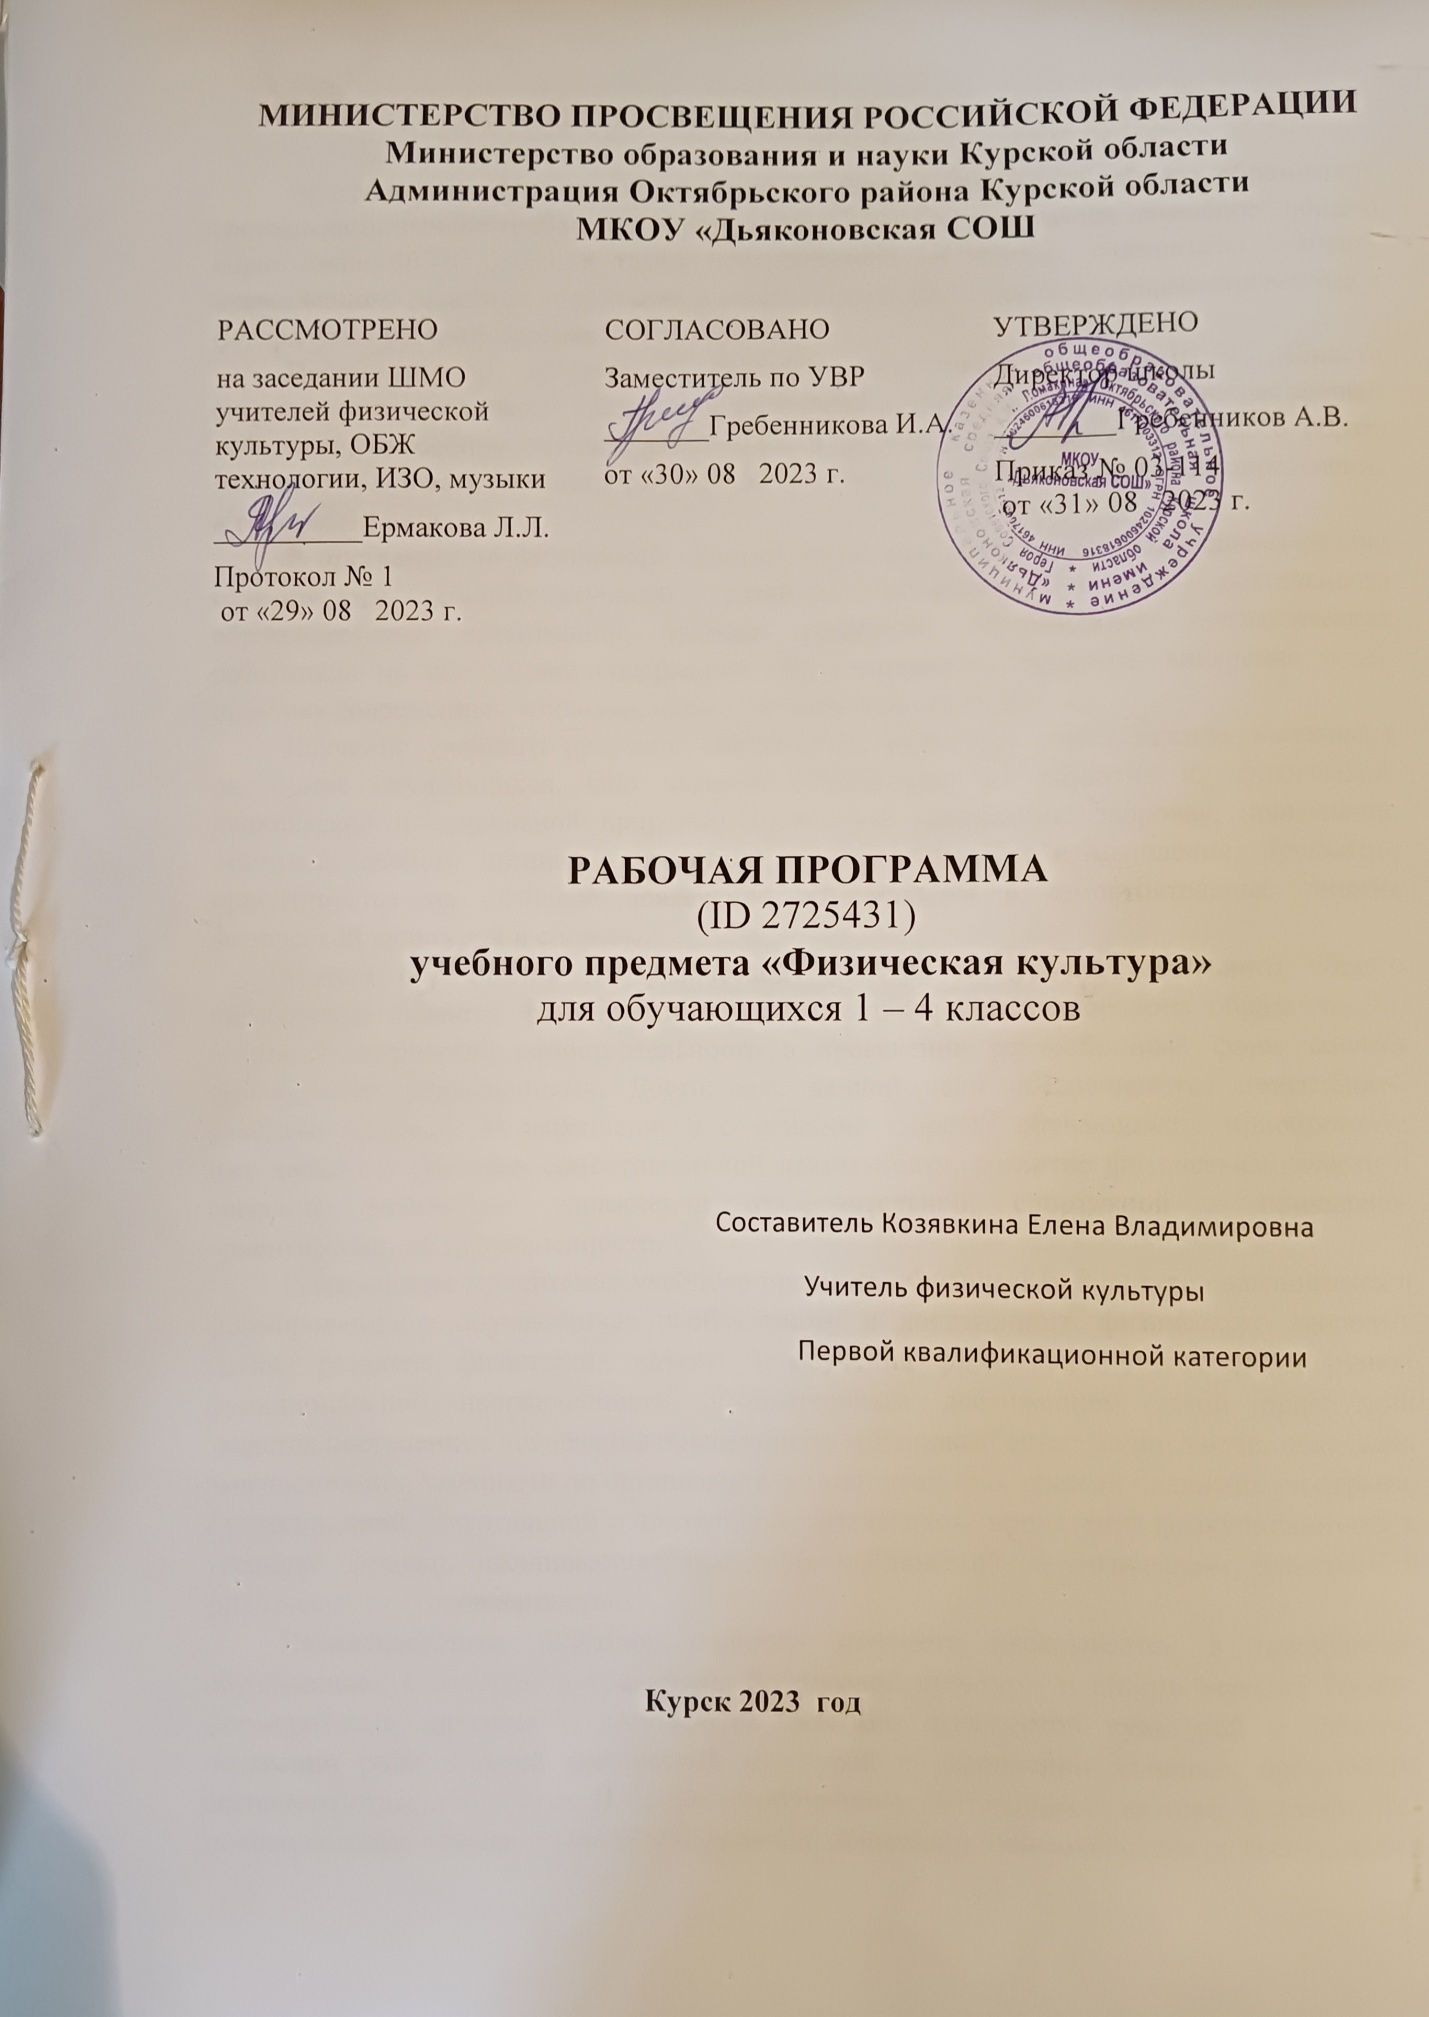 МИНИСТЕРСТВО ПРОСВЕЩЕНИЯ РОССИЙСКОЙ ФЕДЕРАЦИИ
Министерство образования и науки Курской области
Администрация Октябрьского района Курской области
МКОУ «Дьяконовская СОШ
РАССМОТРЕНО
на заседании ШМО
учителей физической
культуры, ОБЖ
технологии, ИЗО, музыки
Ермакова Л.Л.
Протокол № 1
от «29» 08 2023 г.
СОГЛАСОВАНО
Заместитель по УВР
Гребенникова И.А.
от «30» 08 2023 г.
УТВЕРЖДЕНО
Директор школы
Гребенников А.В.
Приказ № 03-114
от «31» 08 2023 г.
МКОУ
«Дьяконовская СОШ»
РАБОЧАЯ ПРОГРАММА
(ID 2725431)
учебного предмета «Физическая культура»
для обучающихся 1 – 4 классов
Составитель Козявкина Елена Владимировна
Учитель физической культуры
Первой квалификационной категории
Курск 2023 год